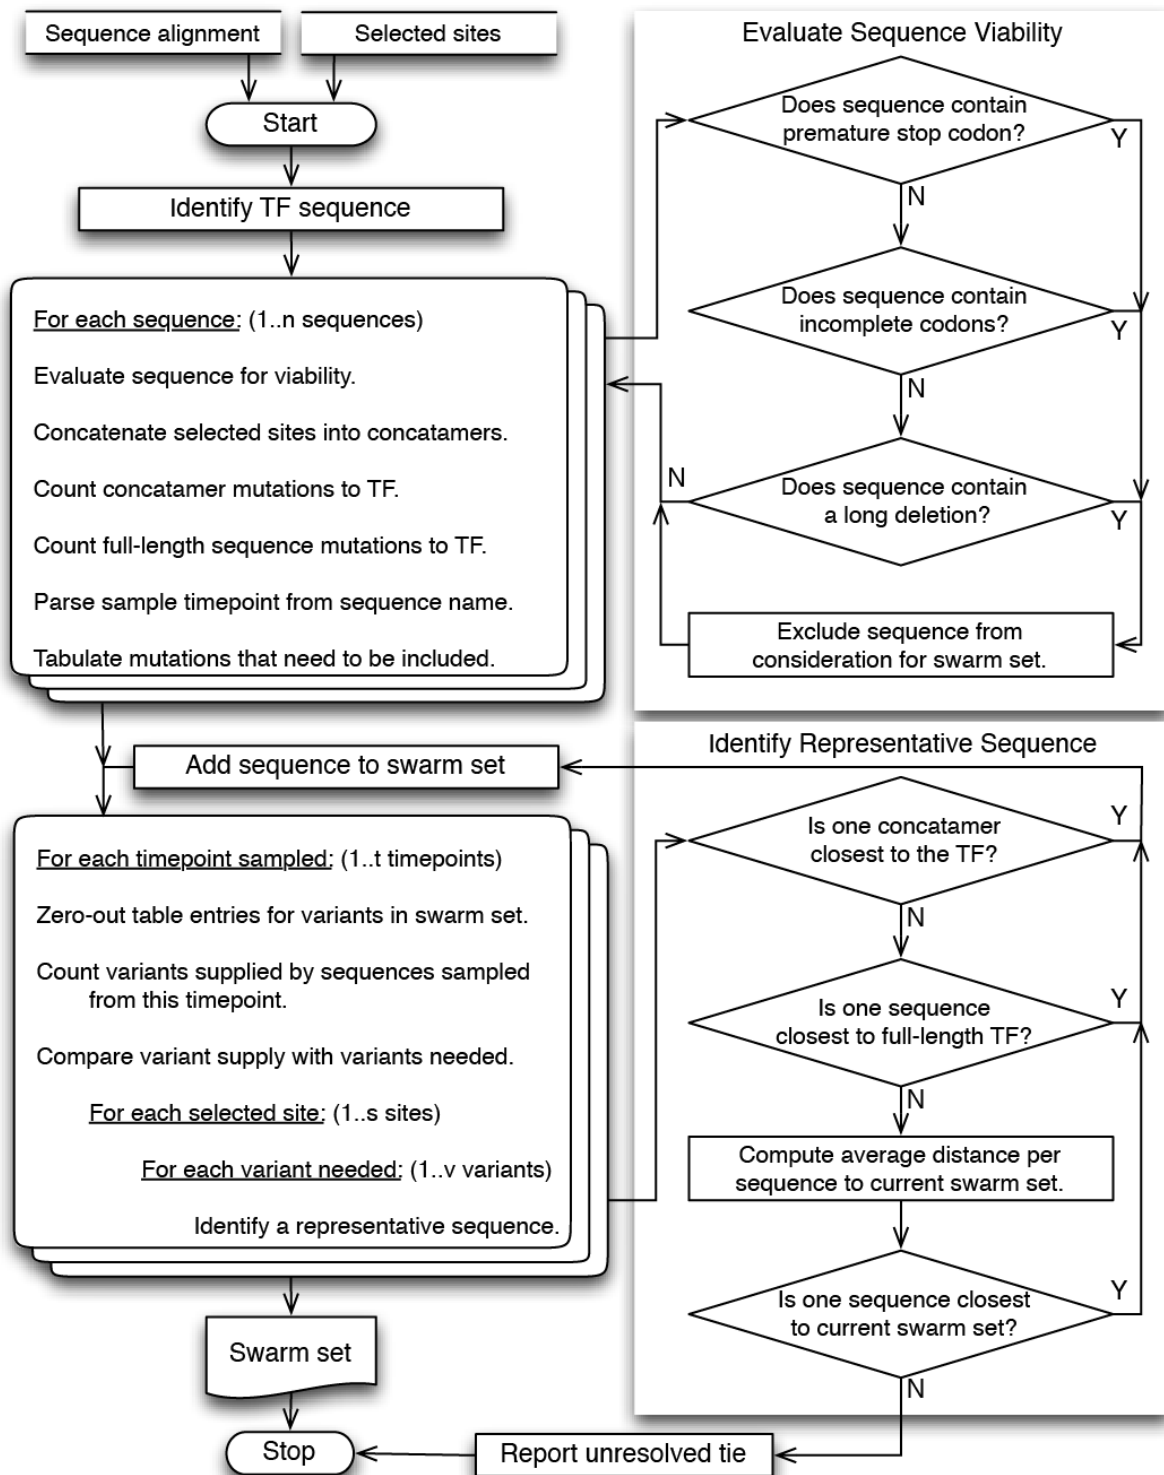 Sequence alignment
Selected sites
Start
Identify TF sequence
For each sequence: (1..n sequences)
Evaluate sequence for viability.
Concatenate selected sites into concatamers.
Count concatamer mutations to TF.
Count full-length sequence mutations to TF.
Parse sample timepoint from sequence name.
Tabulate mutations that need to be included.
Evaluate Sequence Viability
Does sequence contain
premature stop codon?
Y
N
Does sequence contain
incomplete codons?
Y
N
Does sequence contain
a long deletion?
N
Y
Exclude sequence from
consideration for swarm set.
Add sequence to swarm set
For each timepoint sampled: (1..t timepoints)
Zero-out table entries for variants in swarm set.
Count variants supplied by sequences sampled
from this timepoint.
Compare variant supply with variants needed.
For each selected site: (1..s sites)
For each variant needed: (1..v variants)
Identify a representative sequence.
Identify Representative Sequence
Is one concatamer
closest to the TF?
Y
N
Is one sequence
closest to full-length TF?
Y
N
Compute average distance per
sequence to current swarm set.
Is one sequence closest
to current swarm set?
Y
N
Swarm set
Stop
Report unresolved tie